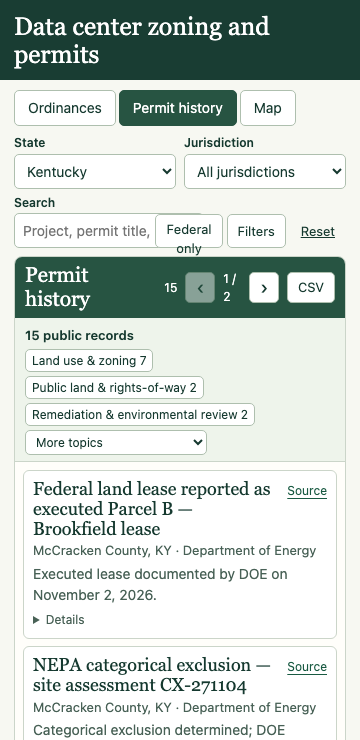 Data center zoning and
permits
Ordinances
Permit history
Map
State
Jurisdiction
Kentucky
All jurisdictions
Search
Project, permit title,
Federal
only
Filters
Reset
Permit
history
15
‹
1 /
2
›
CSV
15 public records
Land use & zoning 7
Public land & rights-of-way 2
Remediation & environmental review 2
More topics
Federal land lease reported as
executed Parcel B —
Brookfield lease
Source
McCracken County, KY · Department of Energy
Executed lease documented by DOE on
November 2, 2026.
Details
NEPA categorical exclusion —
site assessment CX-271104
Source
McCracken County, KY · Department of Energy
Categorical exclusion determined; DOE